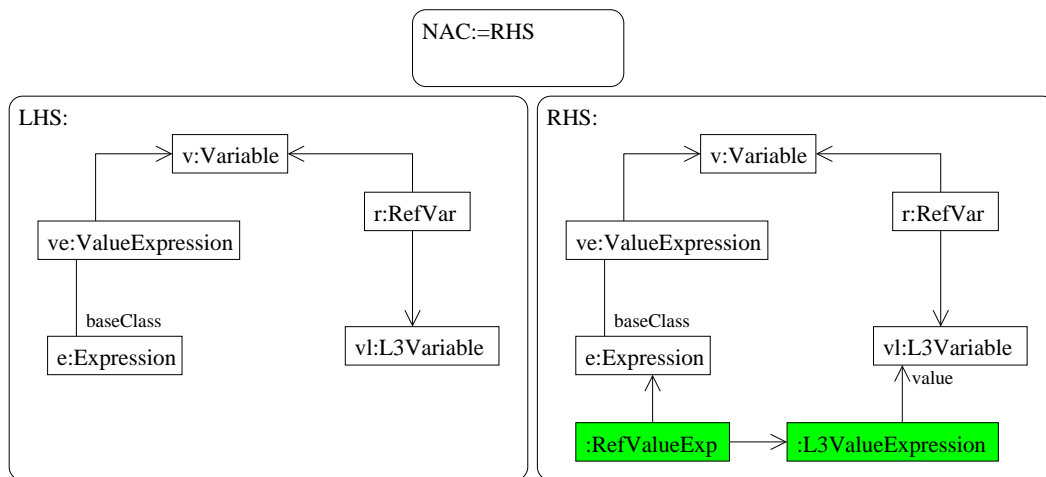 NAC:=RHS
LHS:
v:Variable
r:RefVar
ve:ValueExpression
baseClass
e:Expression
vl:L3Variable
RHS:
v:Variable
r:RefVar
ve:ValueExpression
baseClass
e:Expression
vl:L3Variable
value
:RefValueExp
:L3ValueExpression